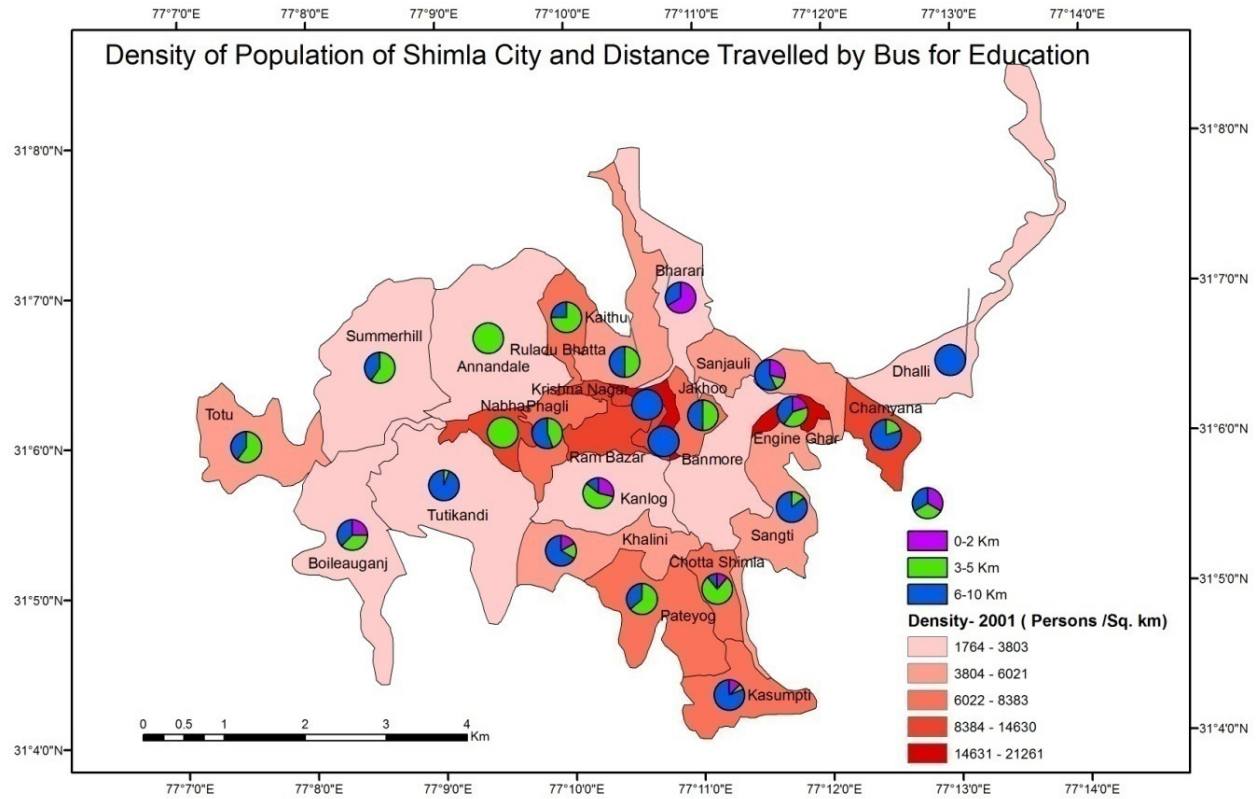 77°7'0"E 77°8'0"E 77°9'0"E 77°10'0"E 77°11'0"E 77°12'0"E 77°13'0"E 77°14'0"E
Density of Population of Shimla City and Distance Travelled by Bus for Education
31°8'0"N
31°8'0"N
31°7'0"N
31°7'0"N
31°6'0"N
31°6'0"N
31°5'0"N
31°5'0"N
31°4'0"N
31°4'0"N
Bharari
Kaithu
Summerhill
Ruladu Bhatta
Annandale
Sanjauli
Dhalli
Krishna Nagar
Jakhoo
Nabha
Phagli
Chamyana
Totu
Engine Ghar
Ram Bazar
Banmore
Kanlog
Tutikandi
Sangti
Khalini
Boileauganj
Chotta Shimla
Pateyog
Kasumpti
0-2 Km
3-5 Km
6-10 Km
Density- 2001 ( Persons /Sq. km)
1764 - 3803
3804 - 6021
6022 - 8383
8384 - 14630
14631 - 21261
0 0.5 1 2 3 4
Km
77°7'0"E 77°8'0"E 77°9'0"E 77°10'0"E 77°11'0"E 77°12'0"E 77°13'0"E 77°14'0"E